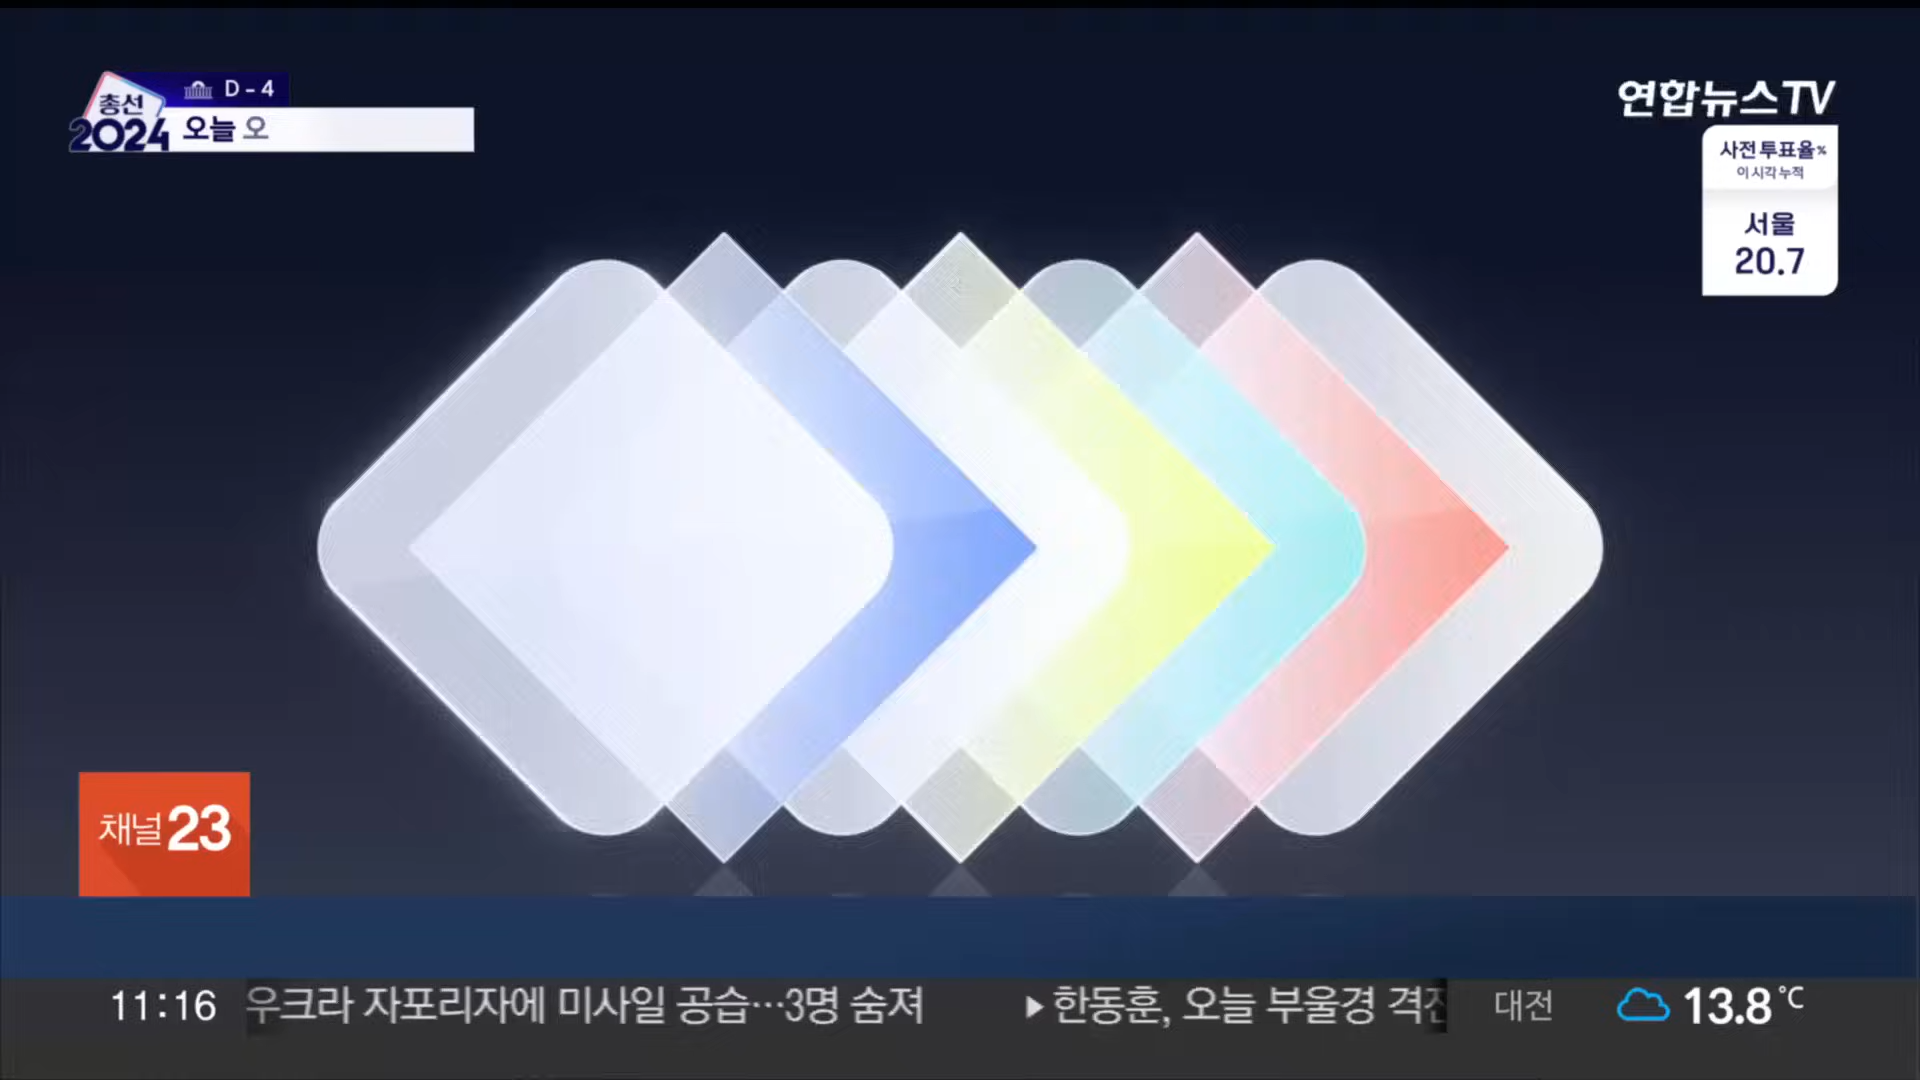 D-4
총선
2024
오늘 오
연합뉴스TV
사전투표율%
이 시각 누적
서울
20.7
채널23
11:16 우크라 자포리자에 미사일 공습…3명 숨져 ▶한동훈, 오늘 부울경 격전 대전 13.8℃